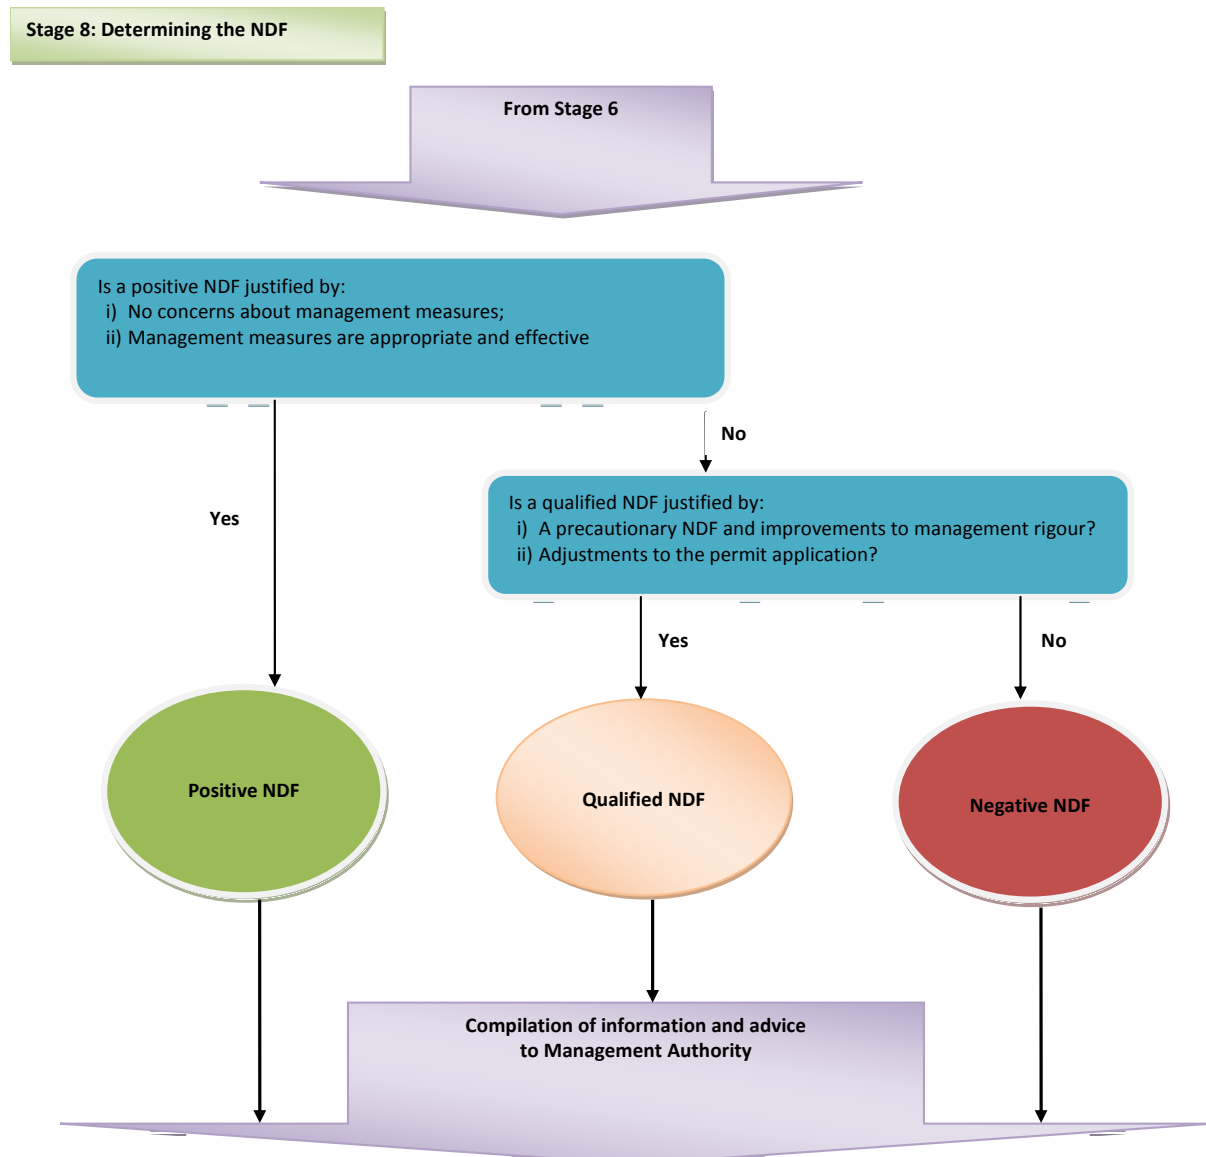 Stage 8: Determining the NDF
From Stage 6
Is a positive NDF justified by:
i) No concerns about management measures;
ii) Management measures are appropriate and effective
No
Is a qualified NDF justified by:
i) A precautionary NDF and improvements to management rigour?
ii) Adjustments to the permit application?
Yes
Yes
No
Positive NDF
Qualified NDF
Negative NDF
Compilation of information and advice
to Management Authority